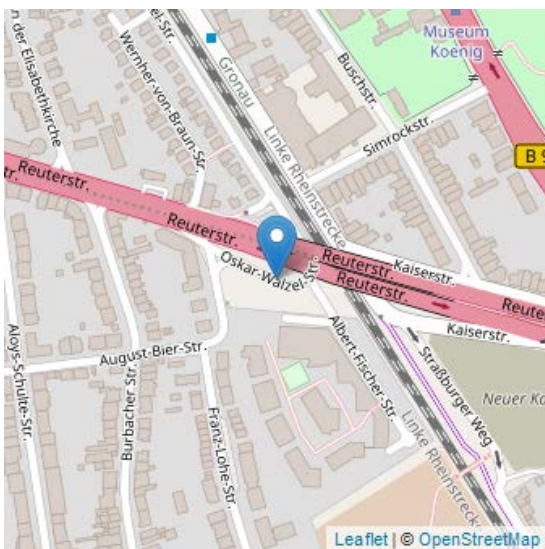 Museum
Koenig
der Elisabethkirche
el-Str.
Wernher-von-Braun-Str.
Gronau
Linke Rheinstrecke
Buschstr.
Simrockstr.
B 9
Reuterstr.
Reuterstr.
Oskar-Walzel-Str.
Reuterstr.
Kaiserstr.
Reuterstr.
Reute
Kaiserstr.
Aloys-Schulte-Str.
August-Bier-Str.
Burbacher Str.
Franz-Lohe-Str.
Albert-Fischer-Str.
Straßburger Weg
Neuer Ko
Linke Rheinstrecke
Leaflet | © OpenStreetMap